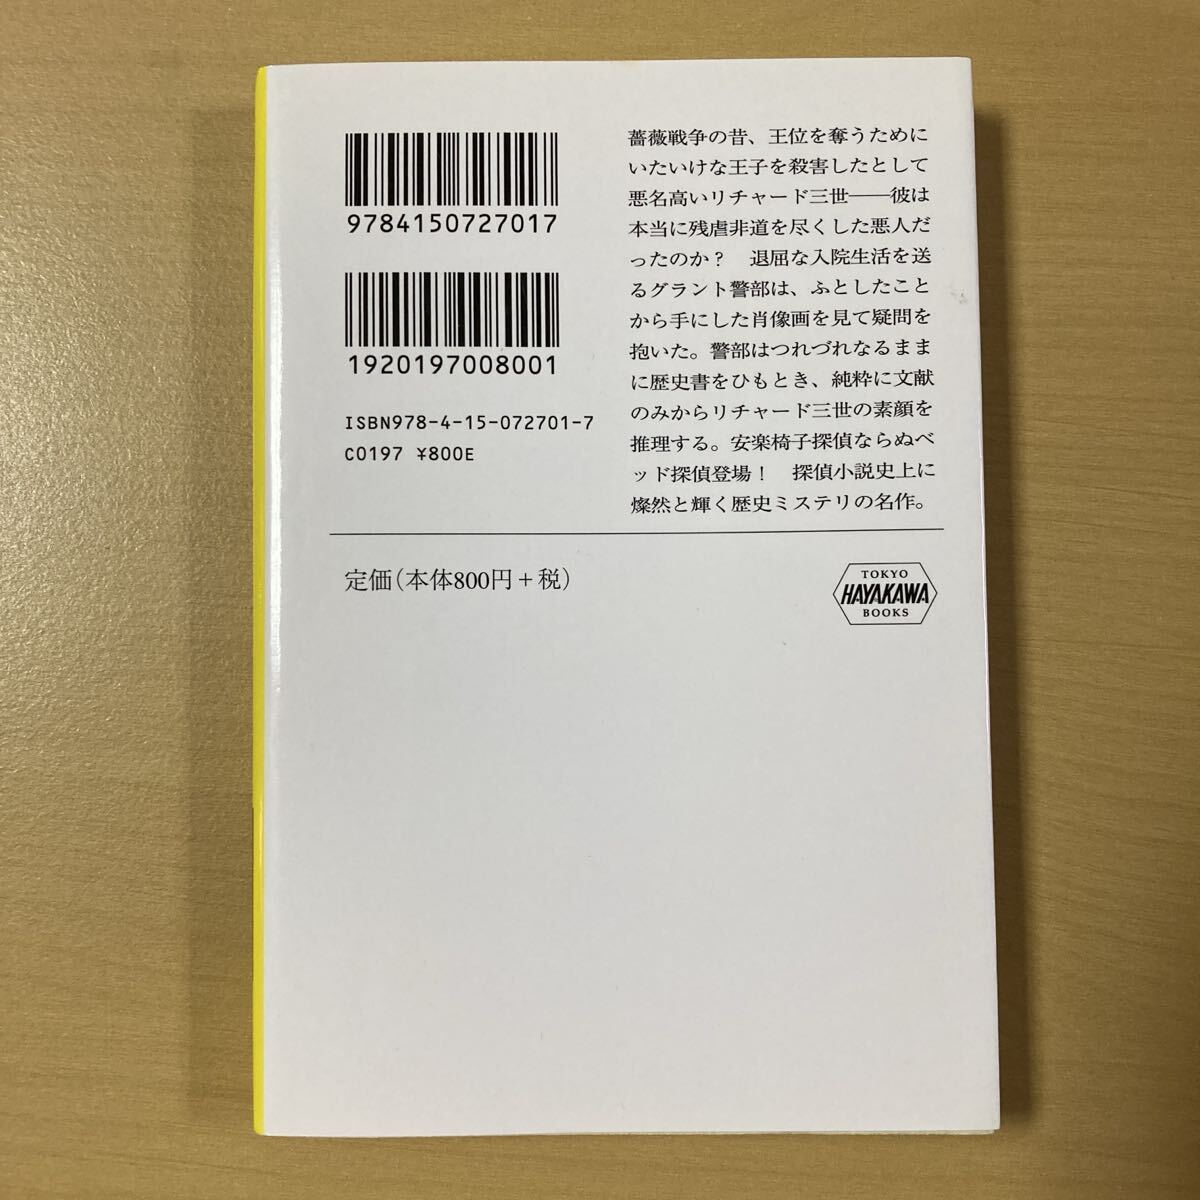 9784150727017
1920197008001
ISBN978-4-15-072701-7
C0197 ¥800E
薔薇戦争の昔、王位を奪うために
いたいけな王子を殺害したとして
悪名高いリチャード三世――彼は
本当に残虐非道を尽くした悪人だ
ったのか？　退屈な入院生活を送
るグラント警部は、ふとしたこと
から手にした肖像画を見て疑問を
抱いた。警部はつれづれなるまま
に歴史書をひもとき、純粋に文献
のみからリチャード三世の素顔を
推理する。安楽椅子探偵ならぬベ
ッド探偵登場！　探偵小説史上に
燦然と輝く歴史ミステリの名作。
定価（本体800円＋税）
TOKYO
HAYAKAWA
BOOKS